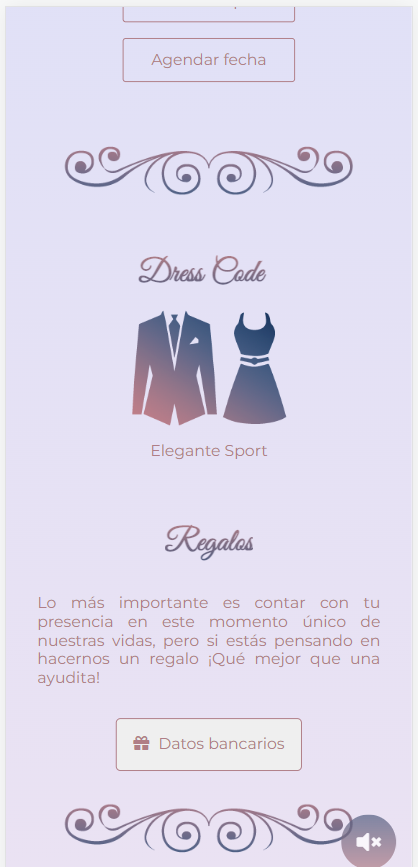 Agendar fecha
Dress Code
Elegante Sport
Regalos
Lo más importante es contar con tu
presencia en este momento único de
nuestras vidas, pero si estás pensando en
hacernos un regalo ¡Qué mejor que una
ayudita!
Datos bancarios